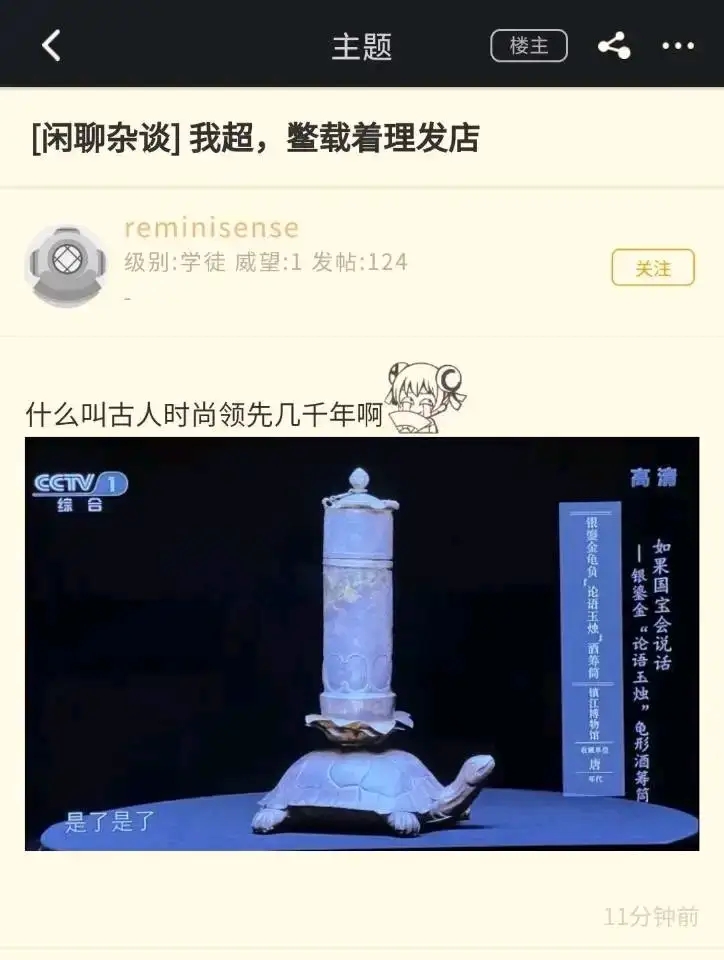 主题
楼主
[闲聊杂谈] 我超，鳖载着理发店
reminisense
级别:学徒 威望:1 发帖:124
-
关注
什么叫古人时尚领先几千年啊
CCTV 1
综合
高清
如果国宝会说话
—银鎏金“论语玉烛”龟形酒筹筒
银鎏金龟负“论语玉烛”酒筹筒
镇江博物馆
收藏单位
唐
年代
是了是了
11分钟前